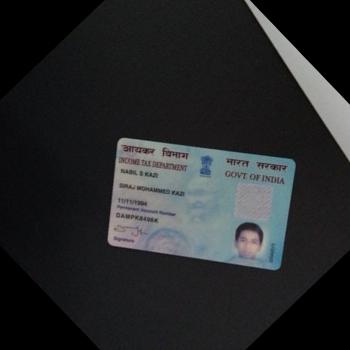 आयकर विभाग
INCOME TAX DEPARTMENT
भारत सरकार
GOVT. OF INDIA
NABIL S KAZI
SIRAJ MOHAMMED KAZI
11/11/1994
Permanent Account Number
DAMPK8498K
Signature